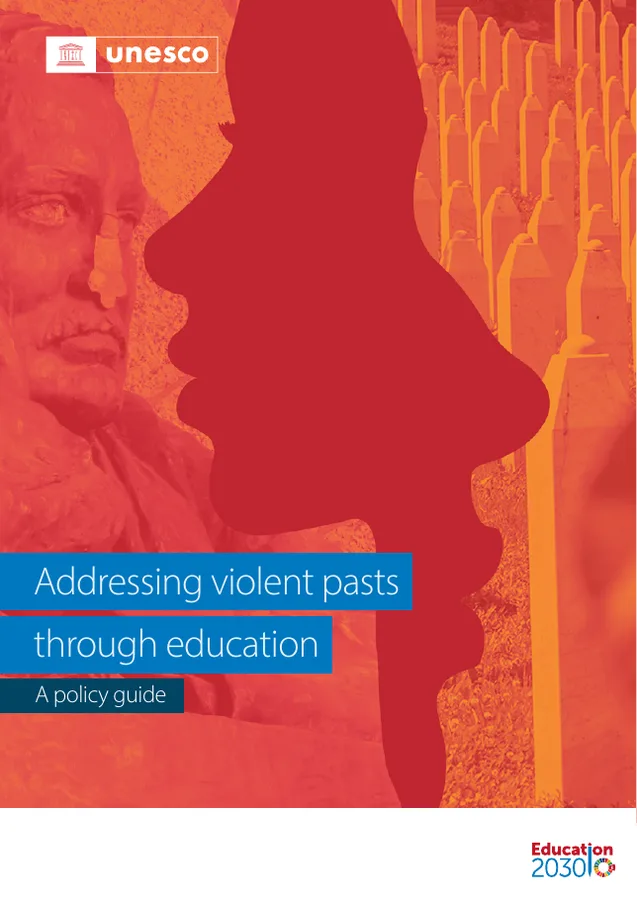 unesco
Addressing violent pasts
through education
A policy guide
Education
2030